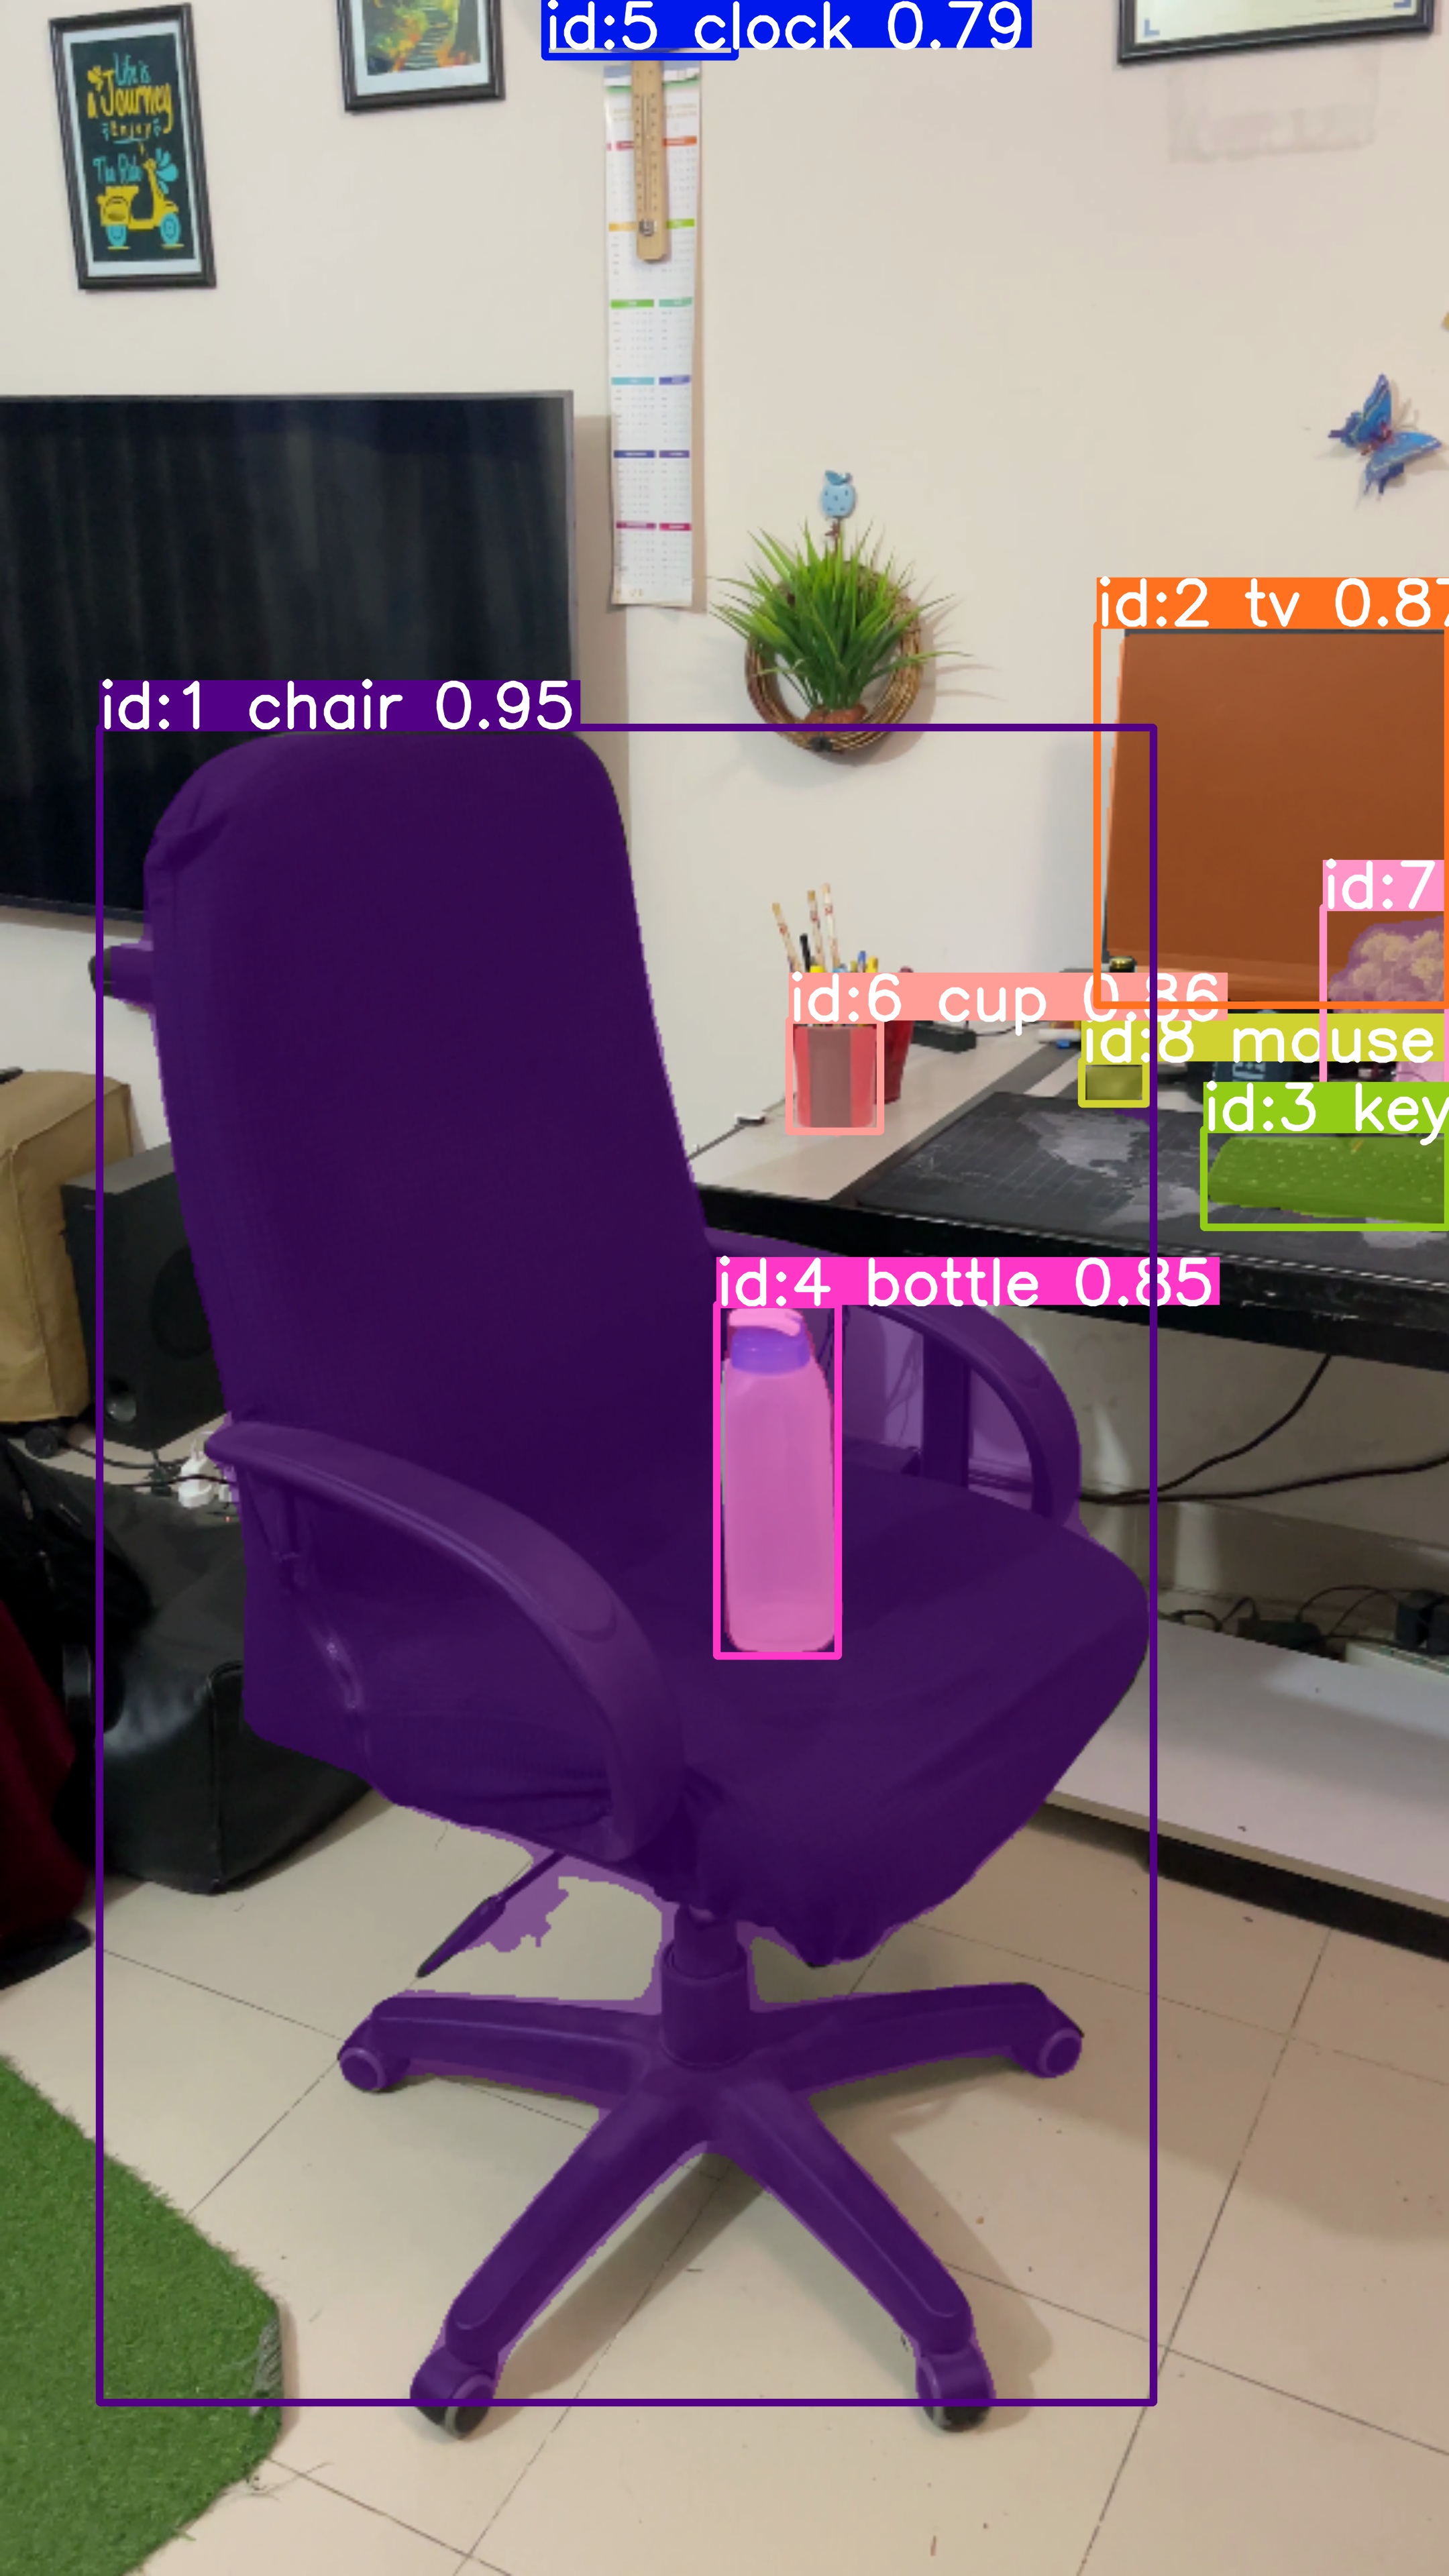 id:5 clock 0.79
Life is
a Journey
Enjoy
The Ride
id:2 tv 0.87
id:1 chair 0.95
id:7
id:6 cup 0.86
id:8 mouse
id:3 key
id:4 bottle 0.85